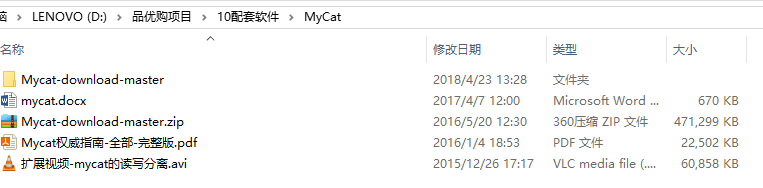 脑 LENOVO (D:) 品优购项目 10配套软件 MyCat
名称 修改日期 类型 大小
Mycat-download-master 2018/4/23 13:28 文件夹
mycat.docx 2017/4/7 12:00 Microsoft Word ... 670 KB
Mycat-download-master.zip 2016/5/20 12:30 360压缩 ZIP 文件 471,299 KB
Mycat权威指南-全部-完整版.pdf 2016/1/4 18:53 PDF 文件 22,502 KB
扩展视频-mycat的读写分离.avi 2015/12/26 17:17 VLC media file (.... 60,858 KB